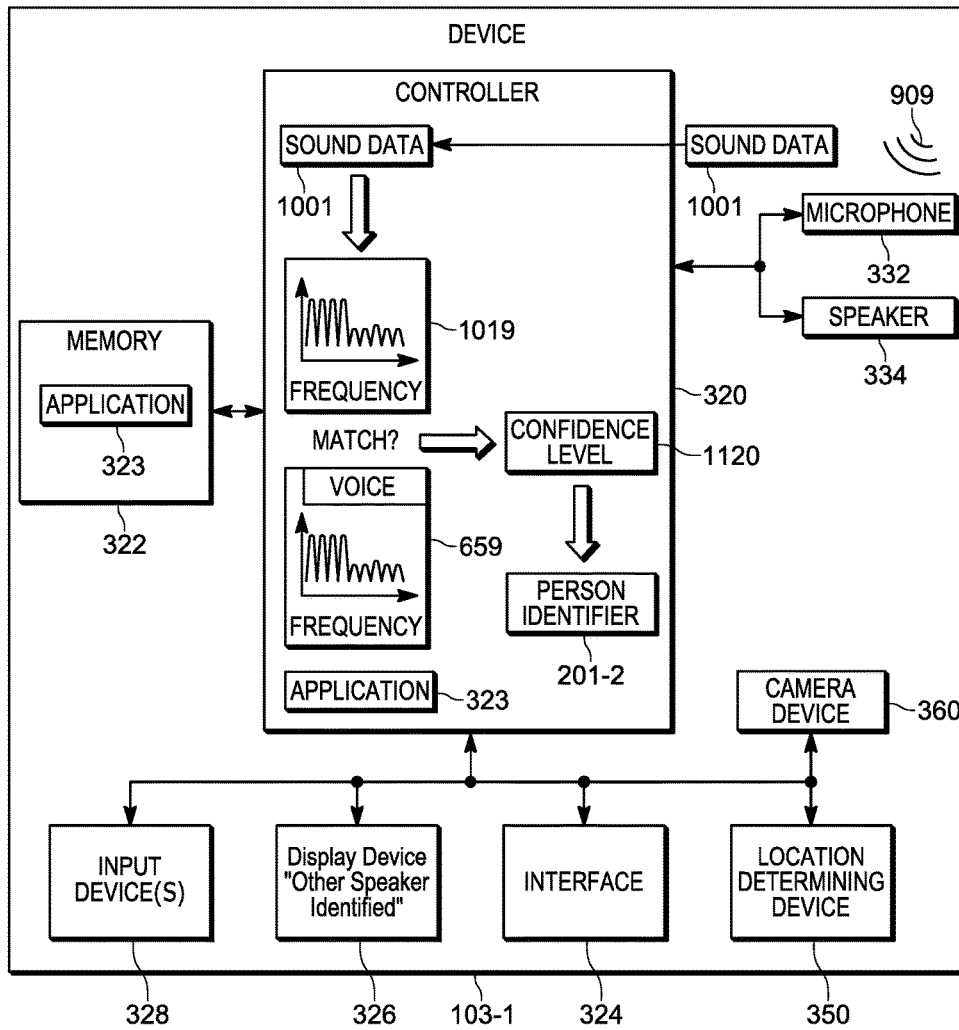 DEVICE
CONTROLLER
909
SOUND DATA
SOUND DATA
1001
1001
MICROPHONE
332
1019
FREQUENCY
SPEAKER
334
MEMORY
APPLICATION
323
322
320
MATCH?
CONFIDENCE
LEVEL
1120
VOICE
659
FREQUENCY
PERSON
IDENTIFIER
201-2
APPLICATION
323
CAMERA
DEVICE
360
INPUT
DEVICE(S)
Display Device
"Other Speaker
Identified"
INTERFACE
LOCATION
DETERMINING
DEVICE
328
326
103-1
324
350